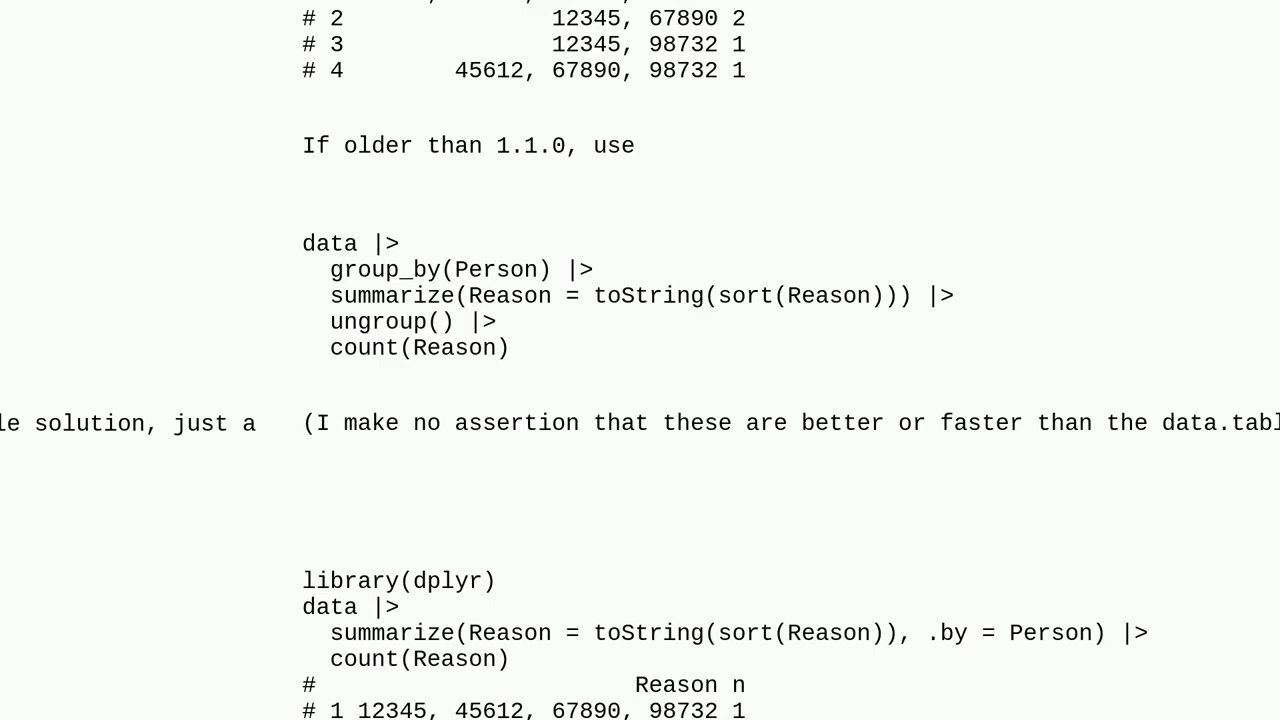 # 2               12345, 67890 2
# 3               12345, 98732 1
# 4        45612, 67890, 98732 1
If older than 1.1.0, use
data |>
  group_by(Person) |>
  summarize(Reason = toString(sort(Reason))) |>
  ungroup() |>
  count(Reason)
solution, just a
(I make no assertion that these are better or faster than the
library(dplyr)
data |>
  summarize(Reason = toString(sort(Reason)), .by = Person) |>
  count(Reason)
#                       Reason n
# 1 12345, 45612, 67890, 98732 1